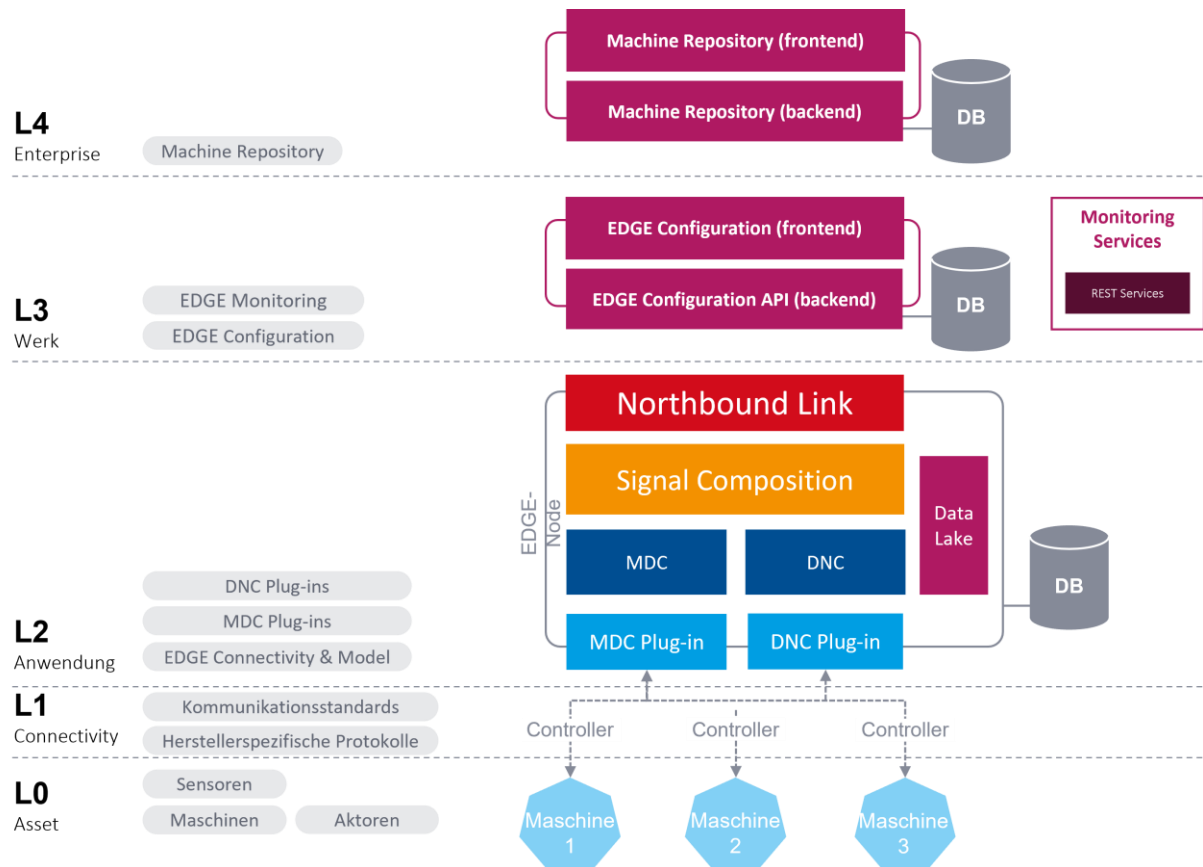 Machine Repository (frontend)
Machine Repository (backend)
DB
L4
Enterprise
Machine Repository
EDGE Configuration (frontend)
EDGE Configuration API (backend)
DB
Monitoring
Services
REST Services
L3
Werk
EDGE Monitoring
EDGE Configuration
Northbound Link
Signal Composition
EDGE-
Node
MDC
DNC
Data
Lake
DB
MDC Plug-in
DNC Plug-in
L2
Anwendung
DNC Plug-ins
MDC Plug-ins
EDGE Connectivity & Model
L1
Connectivity
Kommunikationsstandards
Herstellerspezifische Protokolle
Controller
Controller
Controller
L0
Asset
Sensoren
Maschinen
Aktoren
Maschine
1
Maschine
2
Maschine
3